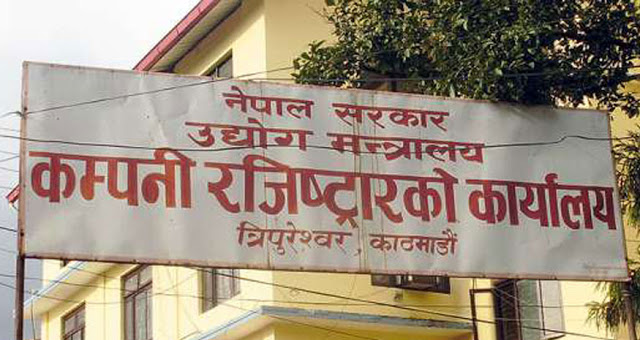 नेपाल सरकार
उद्योग मन्त्रालय
कम्पनी रजिष्ट्रारको कार्यालय
त्रिपुरेश्वर, काठमाडौं